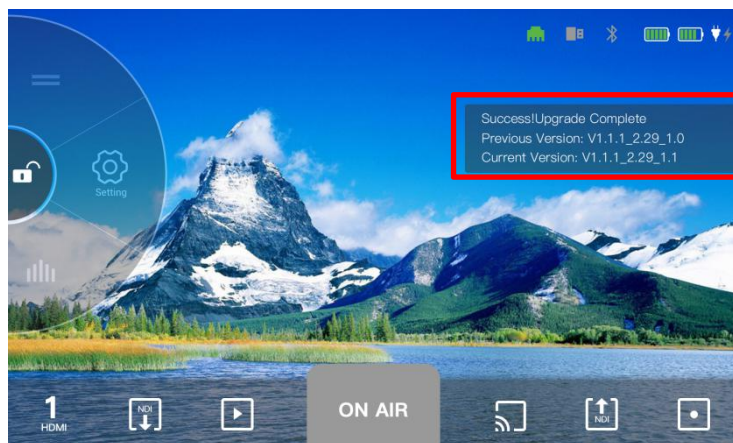 Success!Upgrade Complete
Previous Version: V1.1.1_2.29_1.0
Current Version: V1.1.1_2.29_1.1
Setting
1
HDMI
NDI
ON AIR
NDI